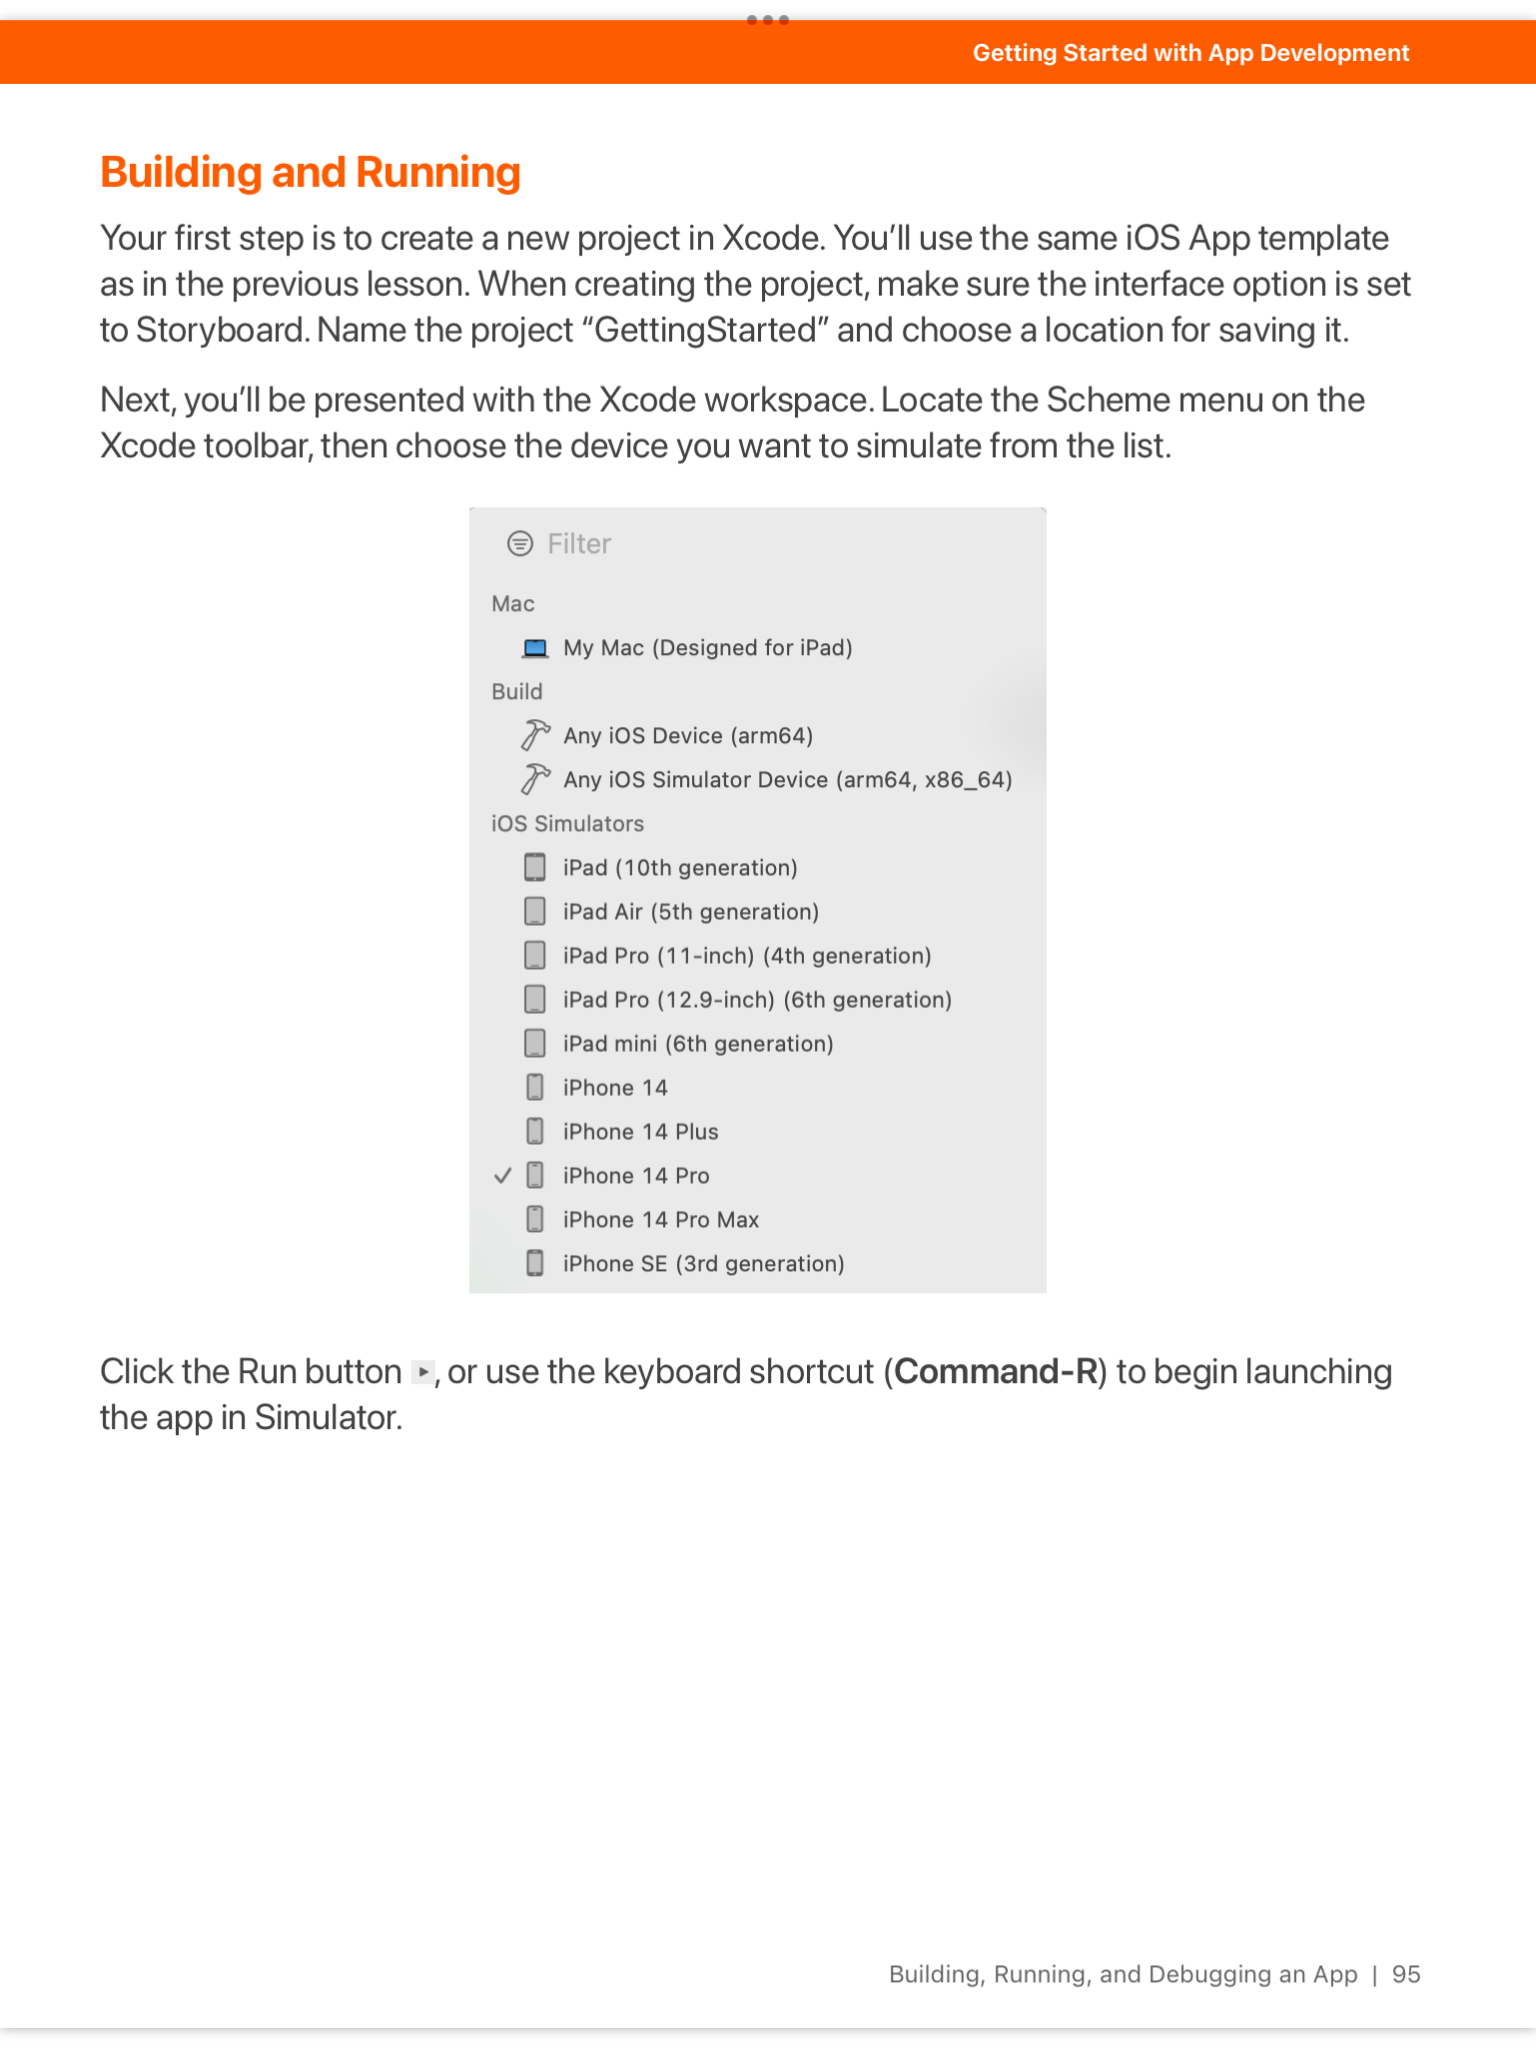 Getting Started with App Development
Building and Running
Your first step is to create a new project in Xcode. You’ll use the same iOS App template
as in the previous lesson. When creating the project, make sure the interface option is set
to Storyboard. Name the project “GettingStarted” and choose a location for saving it.
Next, you’ll be presented with the Xcode workspace. Locate the Scheme menu on the
Xcode toolbar, then choose the device you want to simulate from the list.
Filter
Mac
My Mac (Designed for iPad)
Build
Any iOS Device (arm64)
Any iOS Simulator Device (arm64, x86_64)
iOS Simulators
iPad (10th generation)
iPad Air (5th generation)
iPad Pro (11-inch) (4th generation)
iPad Pro (12.9-inch) (6th generation)
iPad mini (6th generation)
iPhone 14
iPhone 14 Plus
iPhone 14 Pro
iPhone 14 Pro Max
iPhone SE (3rd generation)
Click the Run button , or use the keyboard shortcut (Command-R) to begin launching
the app in Simulator.
Building, Running, and Debugging an App | 95